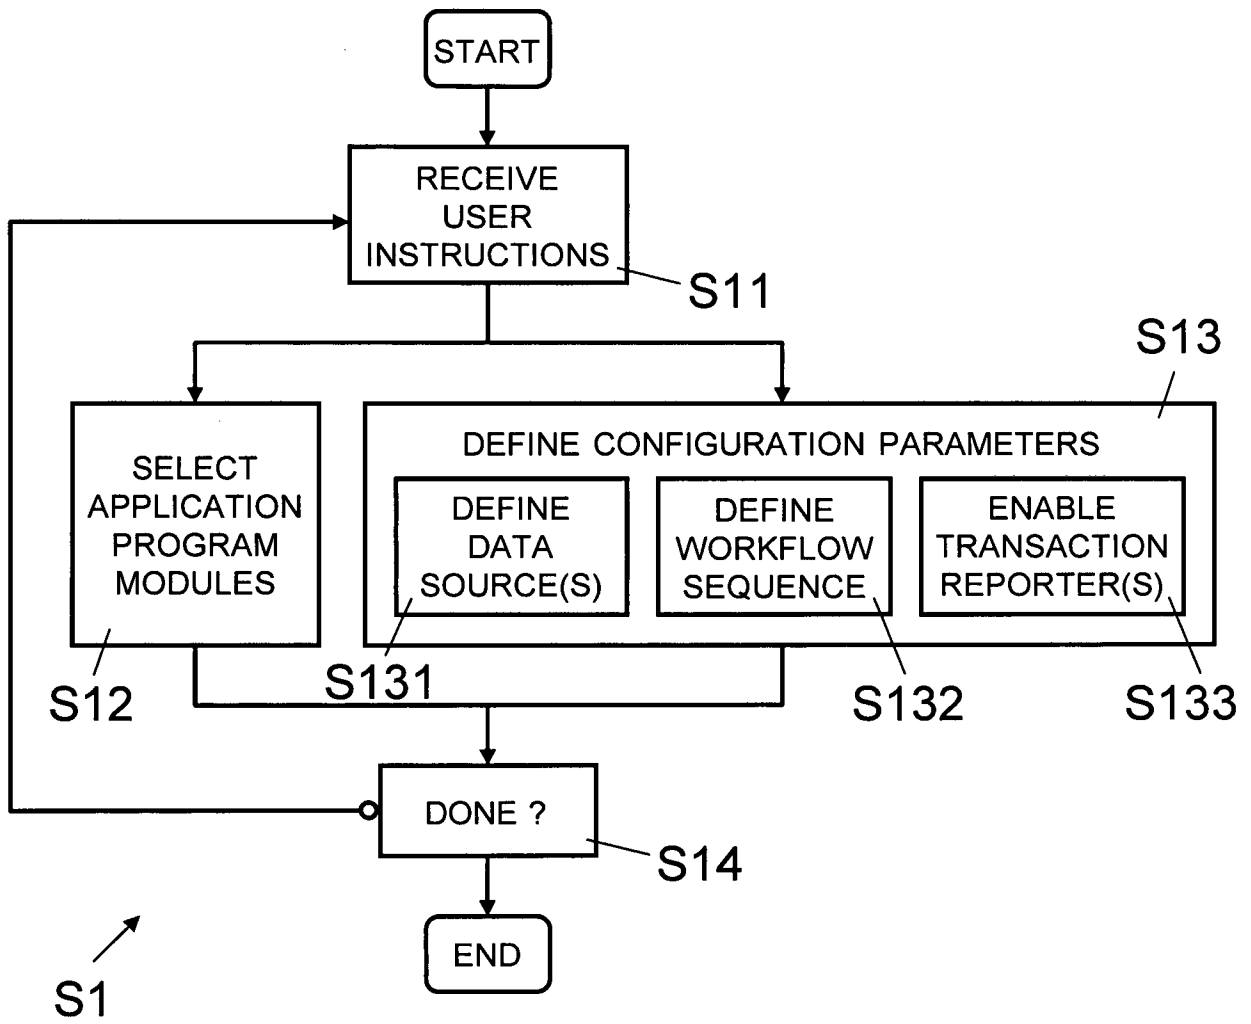 START
RECEIVE
USER
INSTRUCTIONS
S11
S13
SELECT
APPLICATION
PROGRAM
MODULES
S12
DEFINE CONFIGURATION PARAMETERS
DEFINE
DATA
SOURCE(S)
S131
DEFINE
WORKFLOW
SEQUENCE
S132
ENABLE
TRANSACTION
REPORTER(S)
S133
DONE ?
S14
END
S1